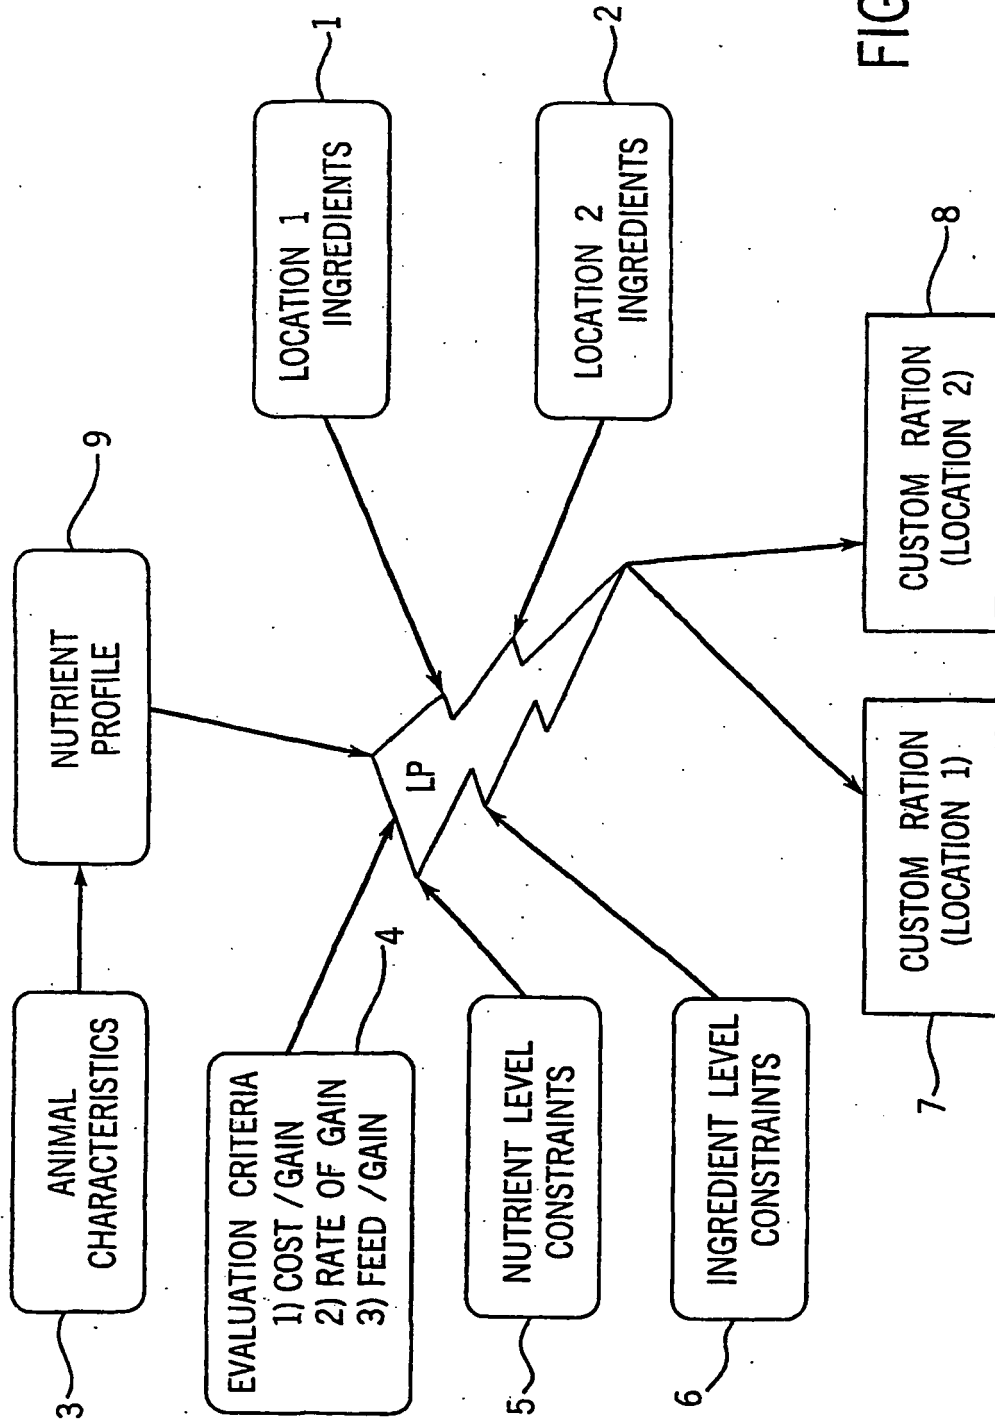 3
ANIMAL
CHARACTERISTICS
NUTRIENT
PROFILE
9
EVALUATION CRITERIA
1) COST /GAIN
2) RATE OF GAIN
3) FEED /GAIN
4
LP
LOCATION 1
INGREDIENTS
1
5
NUTRIENT LEVEL
CONSTRAINTS
LOCATION 2
INGREDIENTS
2
6
INGREDIENT LEVEL
CONSTRAINTS
7
CUSTOM RATION
(LOCATION 1)
CUSTOM RATION
(LOCATION 2)
8
FIG